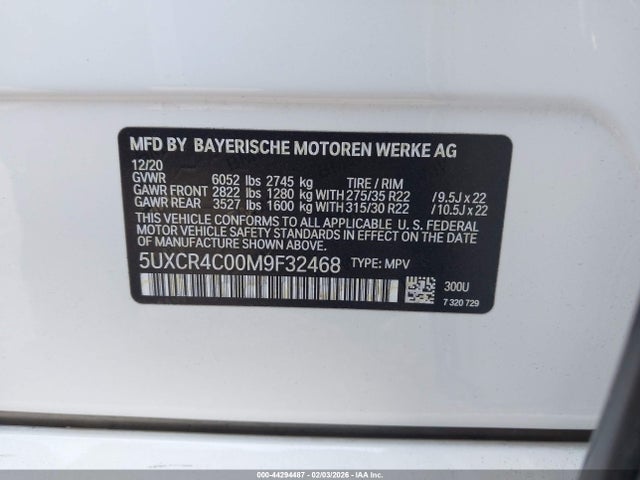 MFD BY BAYERISCHE MOTOREN WERKE AG
12/20
GVWR 6052 lbs 2745 kg TIRE / RIM
GAWR FRONT 2822 lbs 1280 kg WITH 275/35 R22 /9.5J x 22
GAWR REAR 3527 lbs 1600 kg WITH 315/30 R22 /10.5J x 22
THIS VEHICLE CONFORMS TO ALL APPLICABLE U. S. FEDERAL
MOTOR VEHICLE SAFETY STANDARDS IN EFFECT ON THE
DATE OF MANUFACTURE SHOWN ABOVE.
5UXCR4C00M9F32468 TYPE: MPV
300U
7 320 729
000-44294487 - 02/03/2026 - IAAI.COM